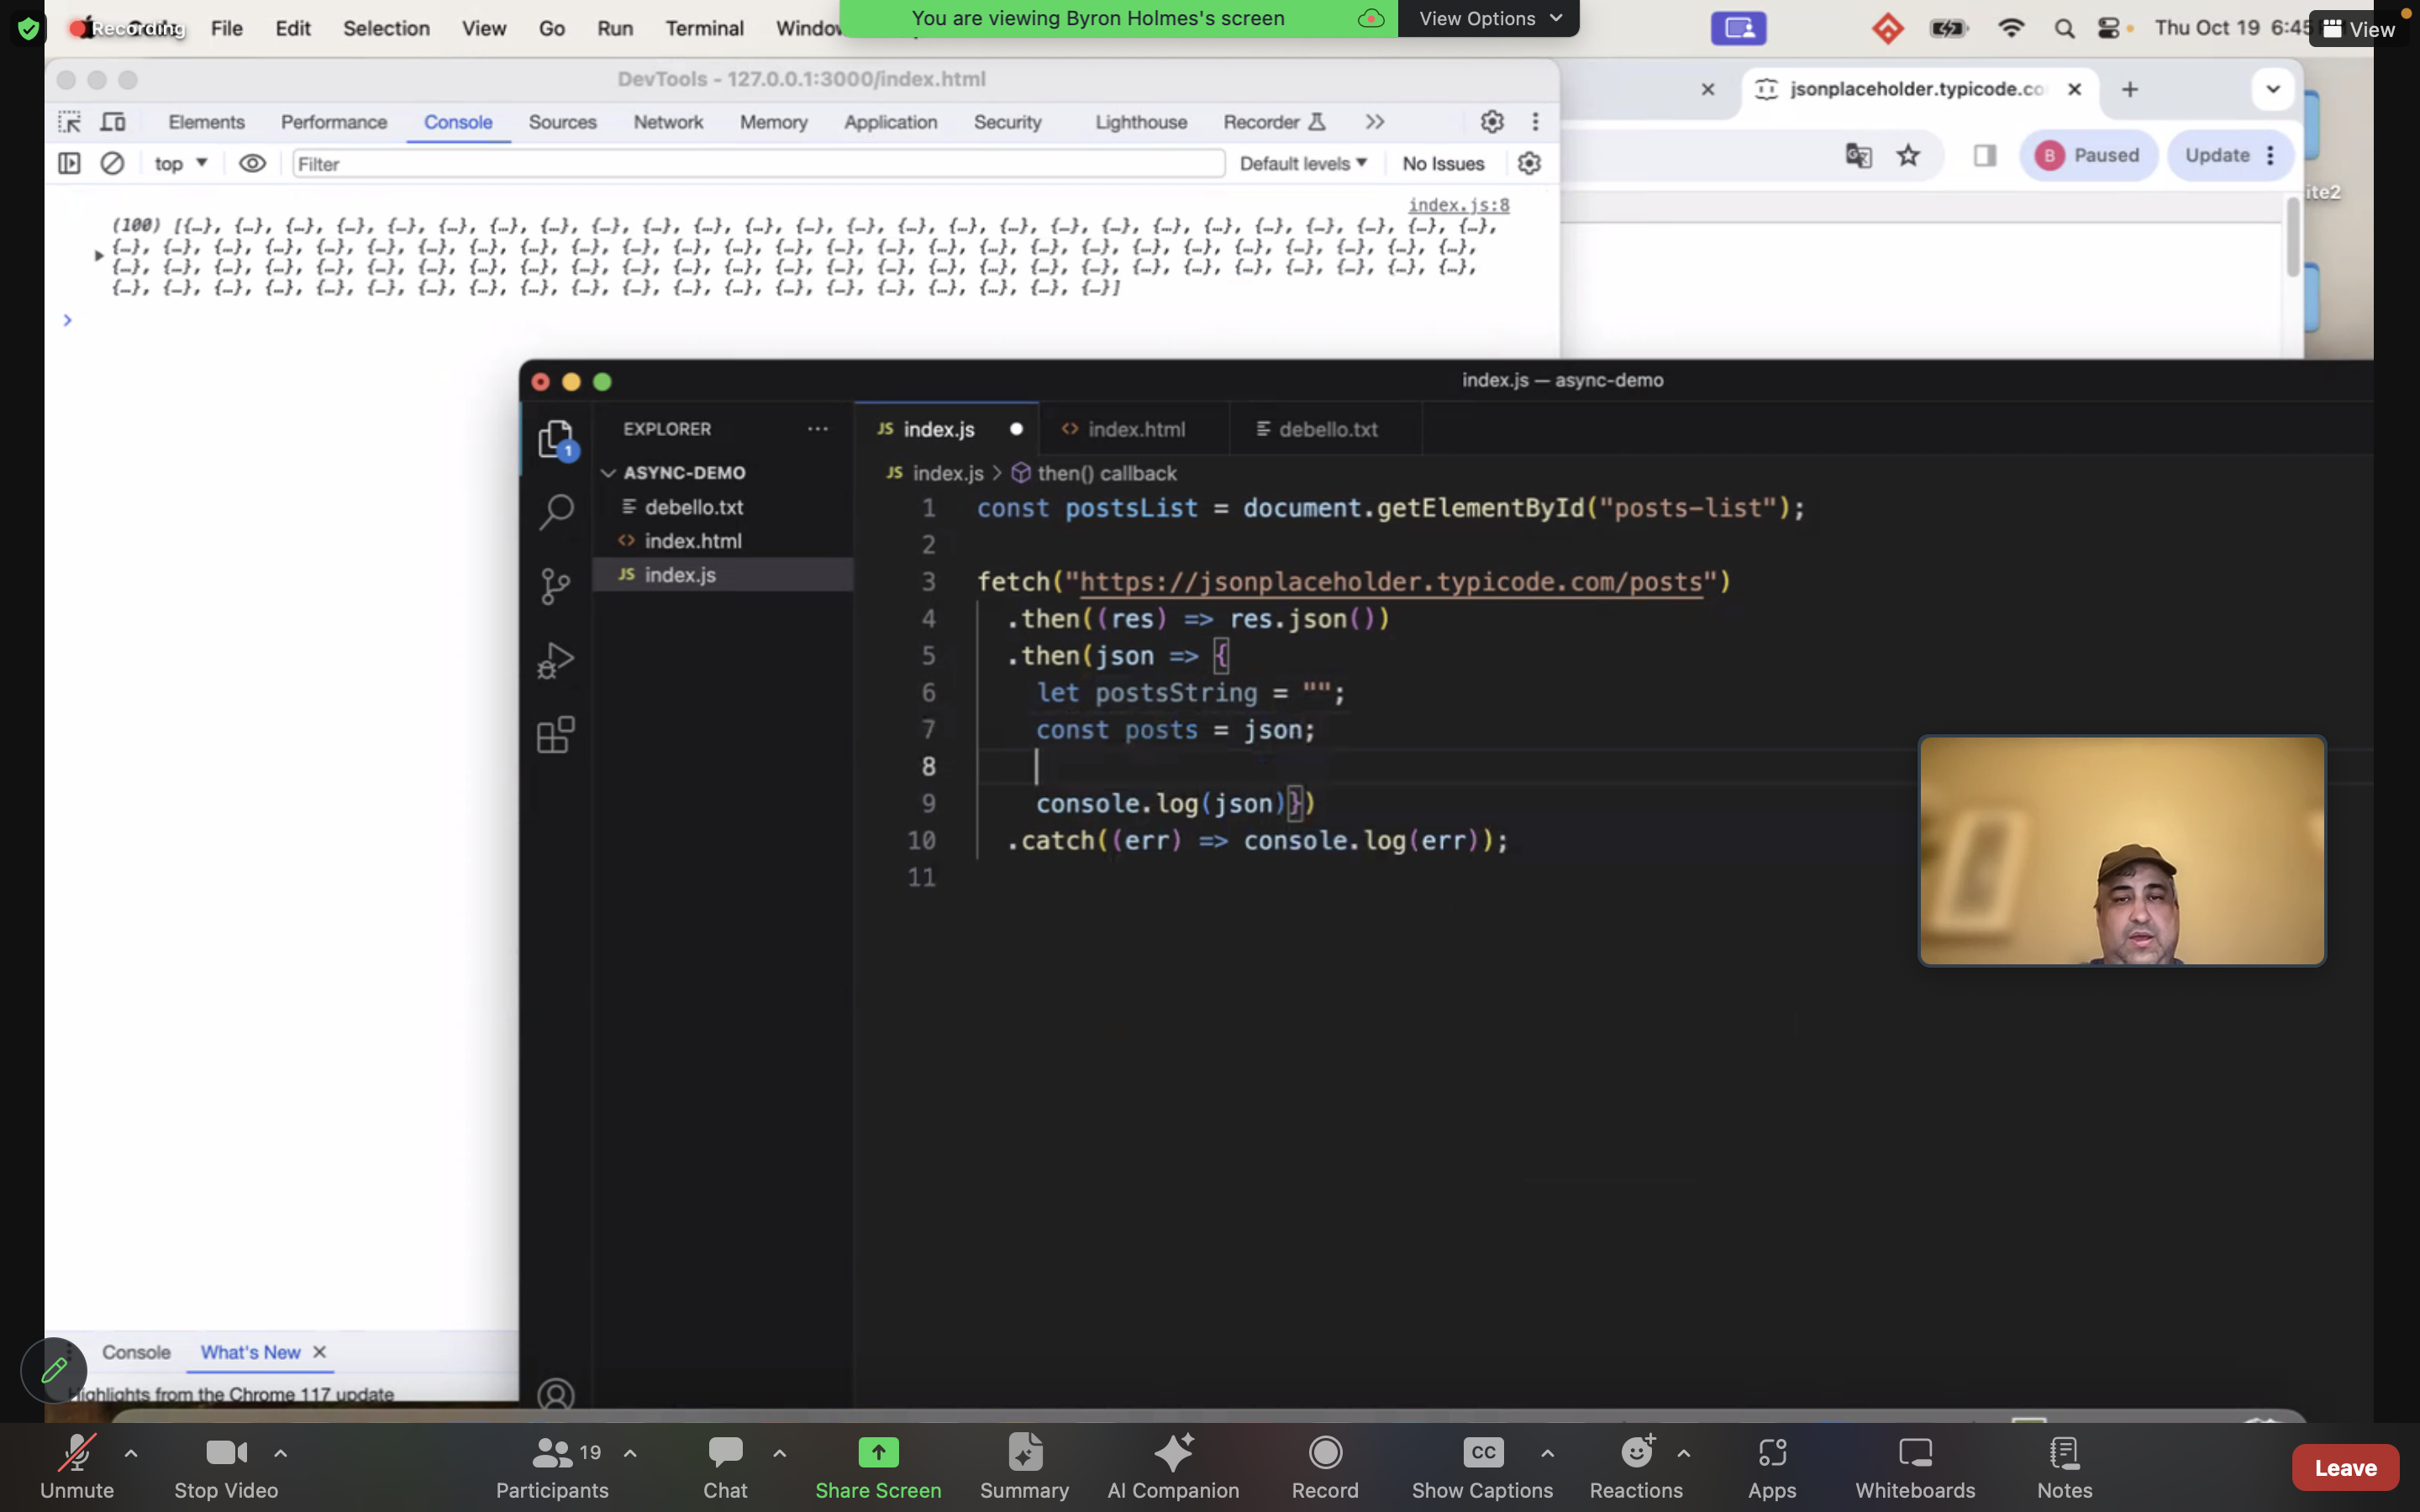 Recording File Edit Selection View Go Run Terminal
You are viewing Byron Holmes's screen View Options
Thu Oct 19 View
DevTools - 127.0.0.1:3000/index.html
jsonplaceholder.typicode.co
Elements Performance Console Sources Network Memory Application Security Lighthouse Recorder
top Filter Default levels No Issues
B Paused Update
ite2
index.js:8
(100) [{…}, {…}, {…}, {…}, {…}, {…}, {…}, {…}, {…}, {…}, {…}, {…}, {…}, {…}, {…}, {…}, {…}, {…}, {…}, {…}, {…}, {…}, {…}, {…}, {…}, {…},
{…}, {…}, {…}, {…}, {…}, {…}, {…}, {…}, {…}, {…}, {…}, {…}, {…}, {…}, {…}, {…}, {…}, {…}, {…}, {…}, {…}, {…}, {…}, {…}, {…}, {…}, {…},
{…}, {…}, {…}, {…}, {…}, {…}, {…}, {…}, {…}, {…}, {…}, {…}, {…}, {…}, {…}, {…}, {…}, {…}, {…}, {…}, {…}, {…}, {…}, {…}, {…}, {…}, {…},
{…}, {…}, {…}, {…}, {…}, {…}, {…}, {…}, {…}, {…}, {…}, {…}, {…}, {…}, {…}, {…}, {…}, {…}, {…}, {…}]
index.js — async-demo
EXPLORER
ASYNC-DEMO
debello.txt
index.html
JS index.js
1
JS index.js index.html debello.txt
JS index.js > then() callback
1 const postsList = document.getElementById("posts-list");
2
3 fetch("https://jsonplaceholder.typicode.com/posts")
4 .then((res) => res.json())
5 .then(json => {
6 let postsString = "";
7 const posts = json;
8
9 console.log(json)})
10 .catch((err) => console.log(err));
11
Console What's New
Highlights from the Chrome 117 update
Unmute Stop Video Participants 19 Chat Share Screen Summary AI Companion Record CC Show Captions Reactions Apps Whiteboards Notes Leave